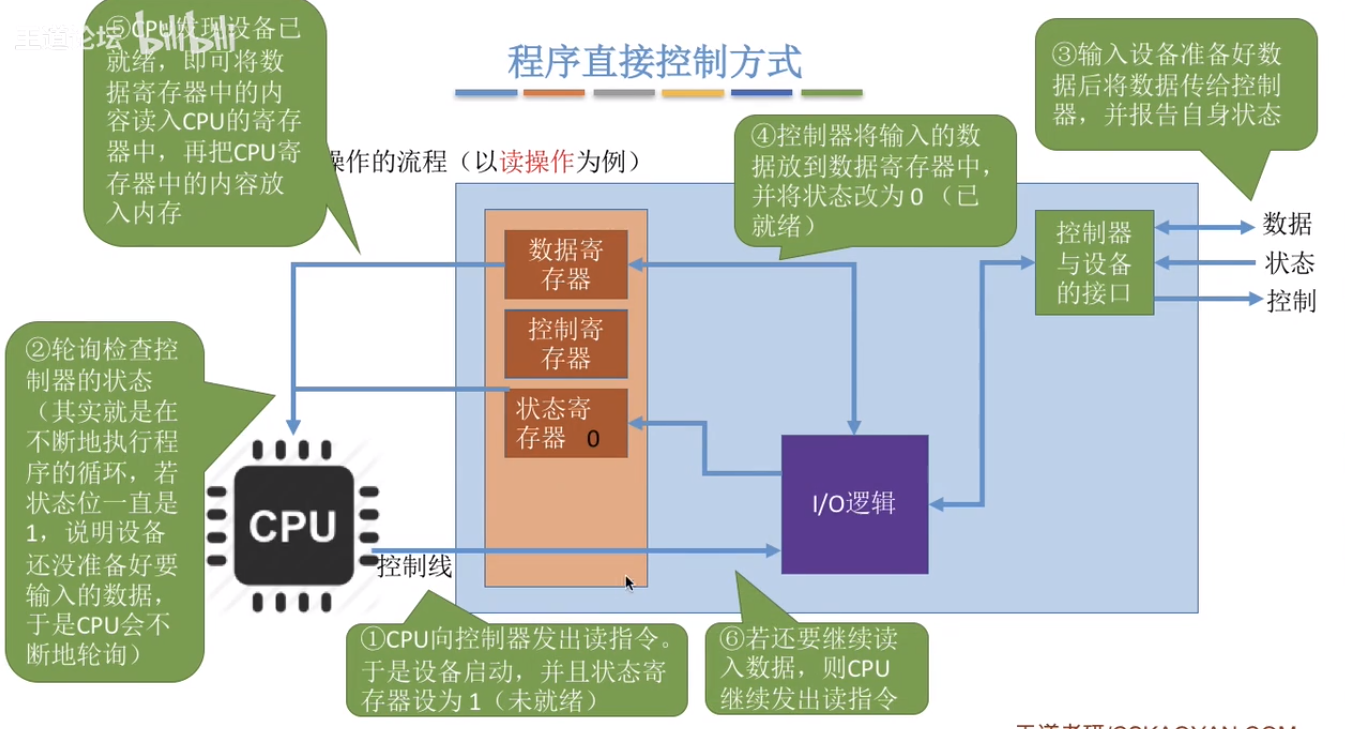 王道论坛 bilibili
程序直接控制方式
操作的流程（以读操作为例）
⑤CPU发现设备已
就绪，即可将数
据寄存器中的内
容读入CPU的寄存
器中，再把CPU寄
存器中的内容放
入内存
③输入设备准备好数
据后将数据传给控制
器，并报告自身状态
④控制器将输入的数
据放到数据寄存器中，
并将状态改为 0 （已
就绪）
数据寄
存器
控制寄
存器
状态寄
存器 0
控制器
与设备
的接口
数据
状态
控制
②轮询检查控
制器的状态
（其实就是在
不断地执行程
序的循环，若
状态位一直是
1，说明设备
还没准备好要
输入的数据，
于是CPU会不
断地轮询）
CPU
控制线
I/O逻辑
①CPU向控制器发出读指令。
于是设备启动，并且状态寄
存器设为 1（未就绪）
⑥若还要继续读
入数据，则CPU
继续发出读指令